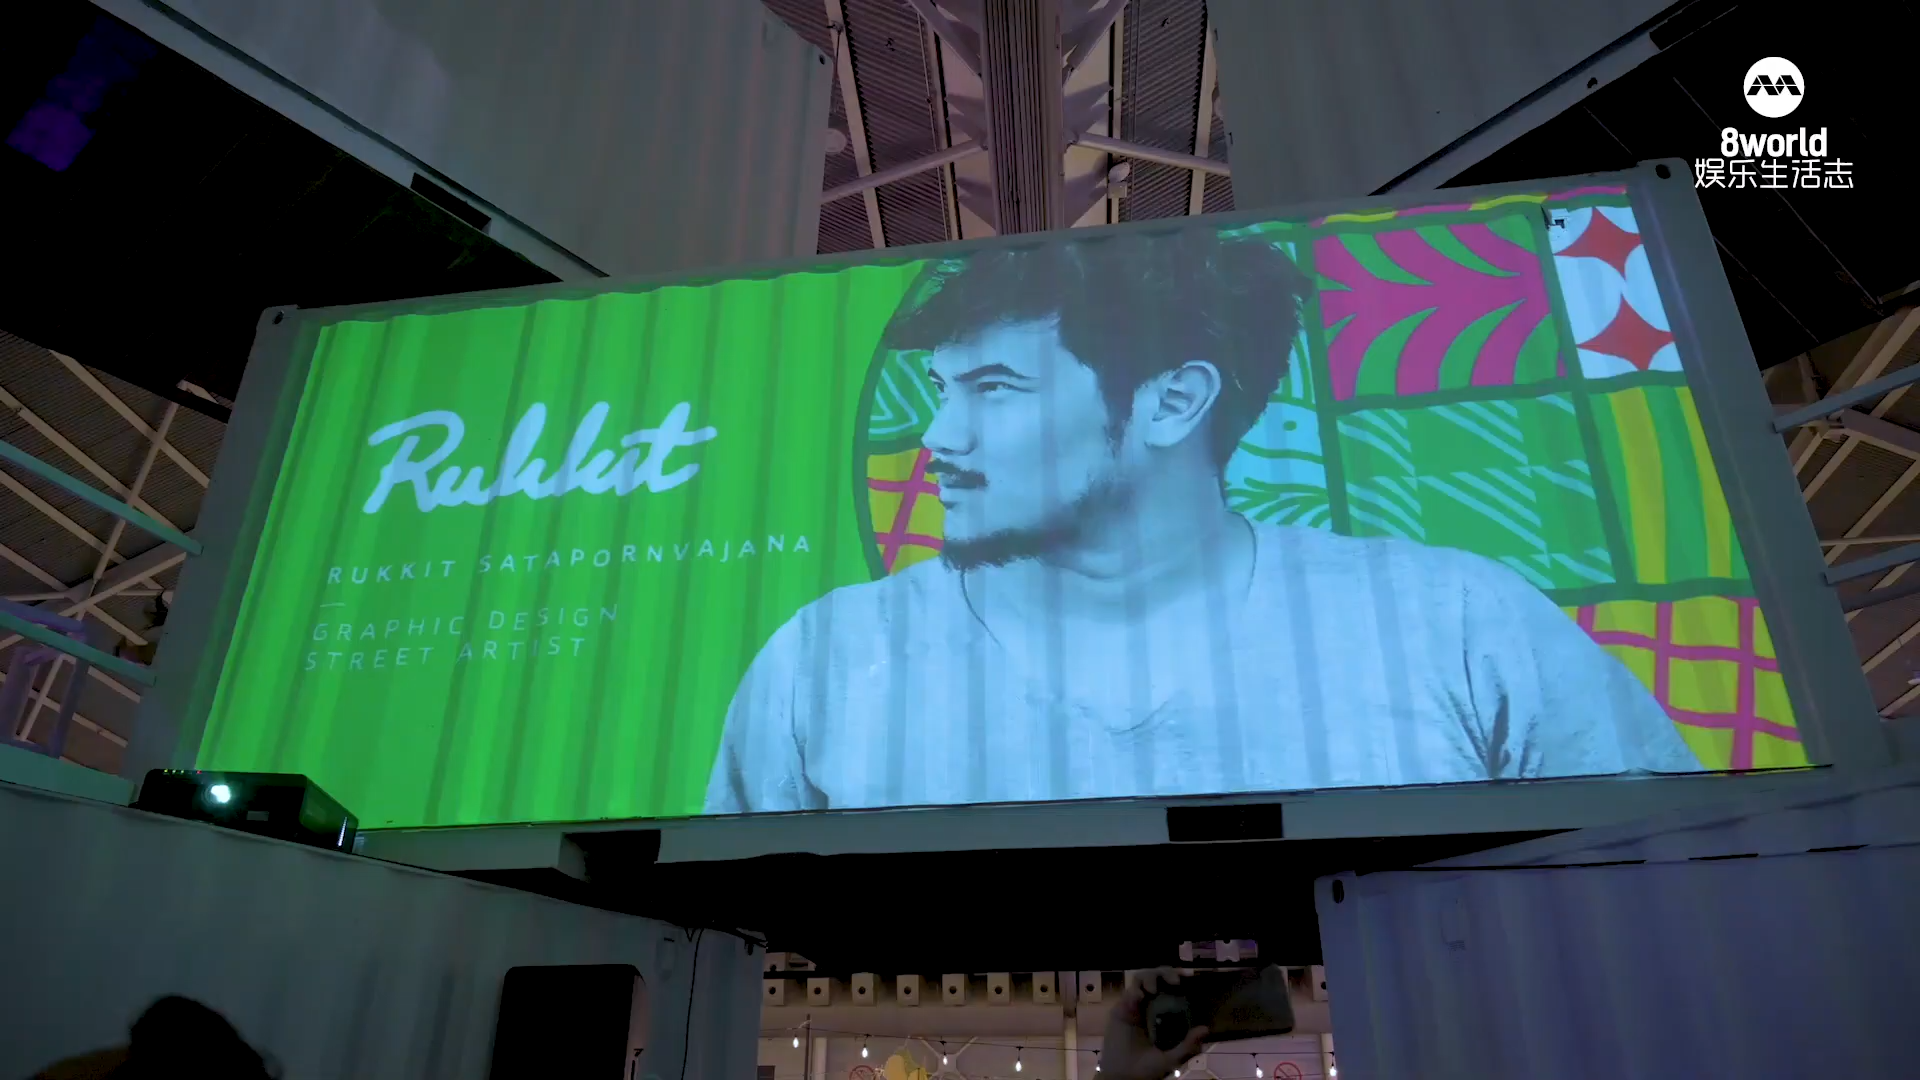 8world
娱乐生活志
Rukkit
RUKKIT SATAPORNVAJANA
GRAPHIC DESIGN
STREET ARTIST